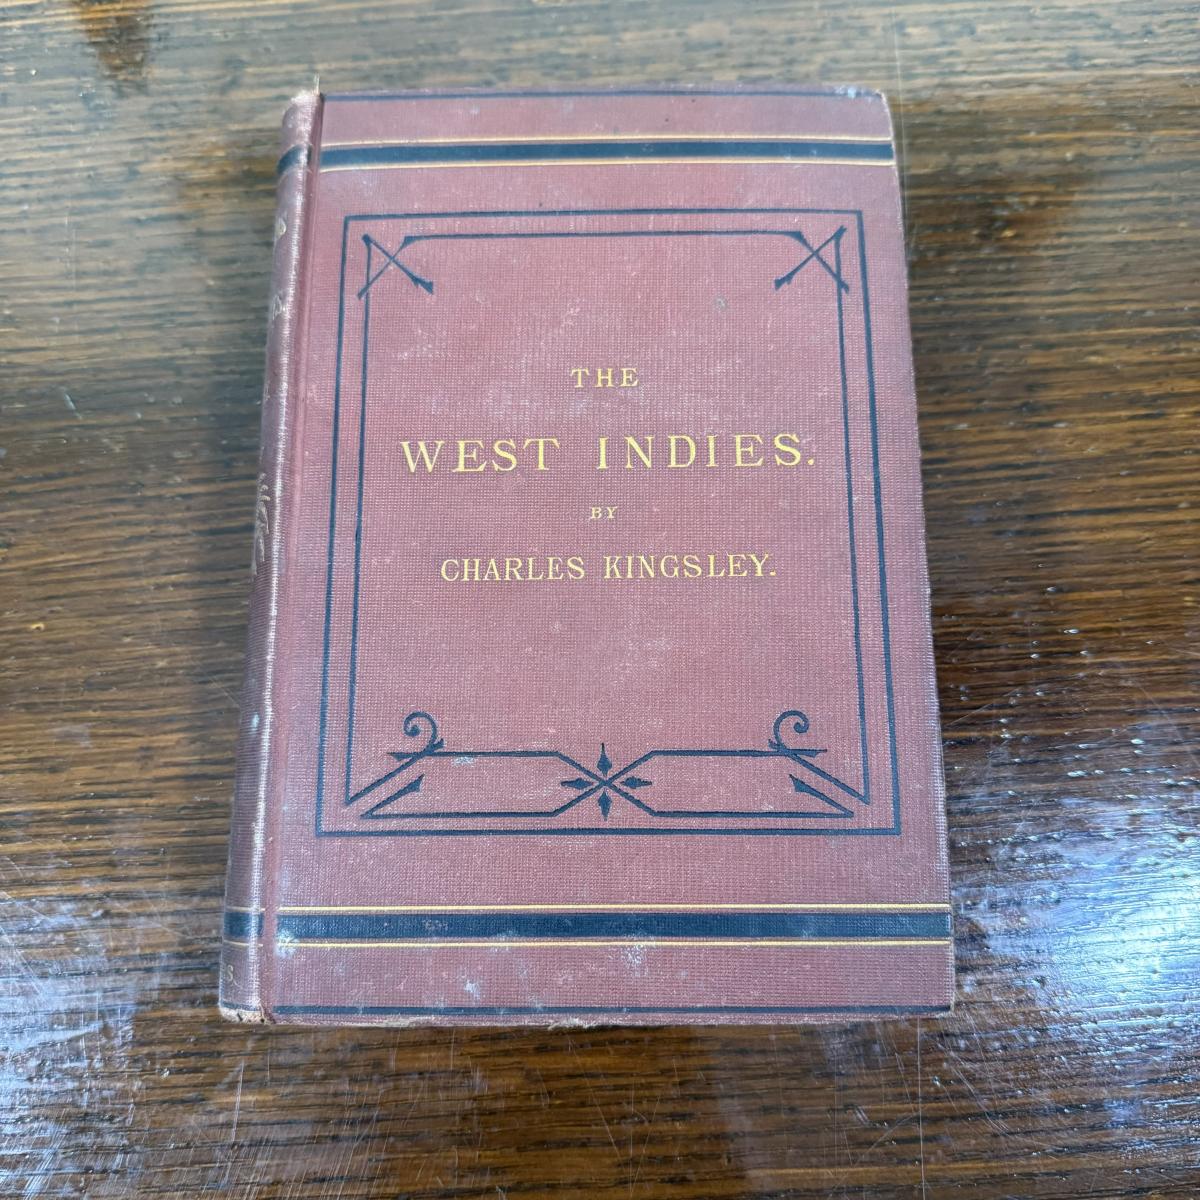 THE
WEST INDIES.
BY
CHARLES KINGSLEY.